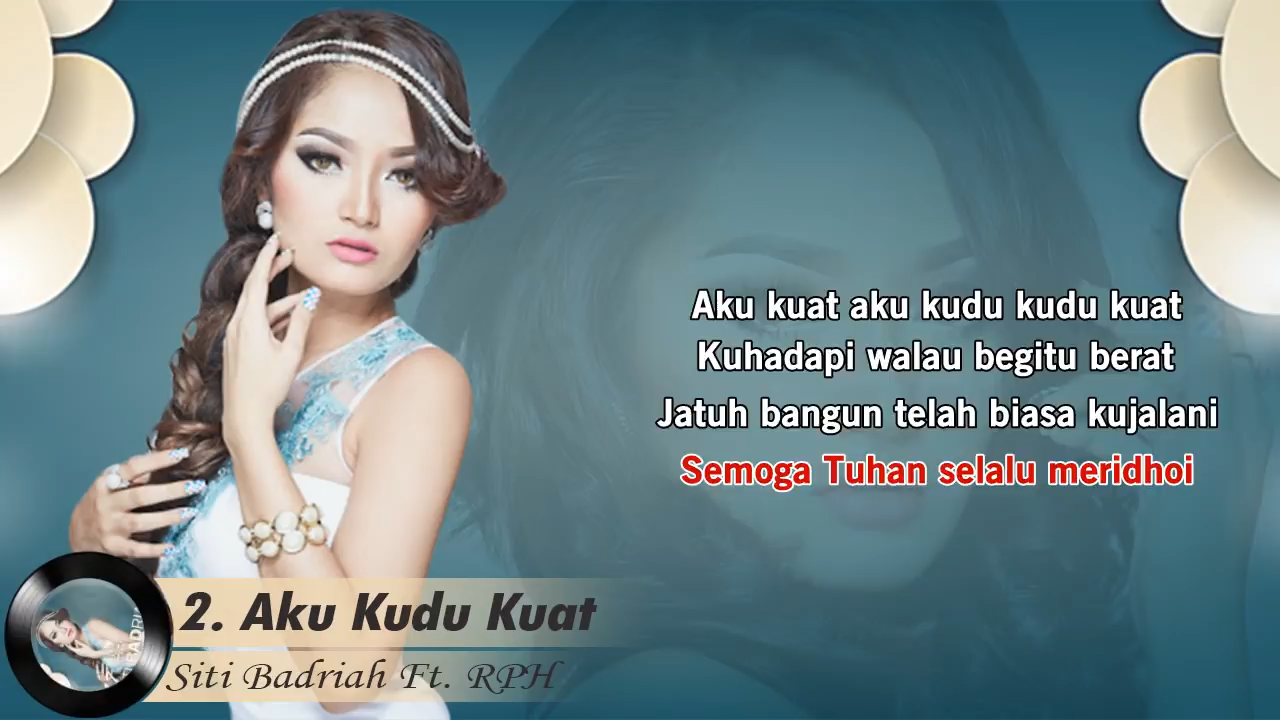 Aku kuat aku kudu kudu kuat
Kuhadapi walau begitu berat
Jatuh bangun telah biasa kujalani
Semoga Tuhan selalu meridhoi
2. Aku Kudu Kuat
Siti Badriah Ft. RPH